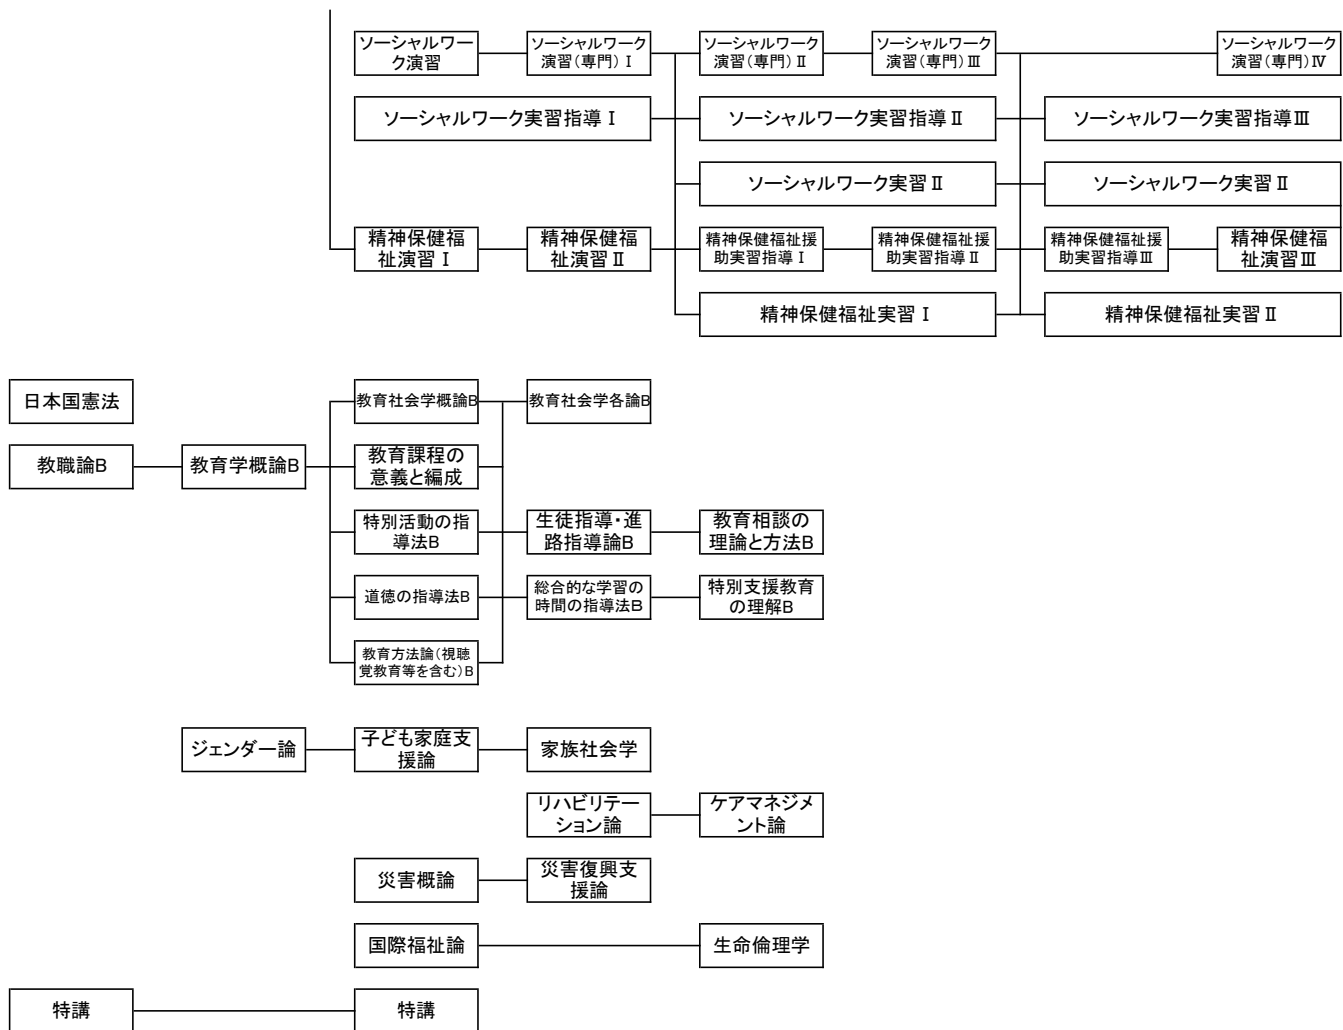 ソーシャルワー
ク演習
ソーシャルワーク
演習(専門)Ⅰ
ソーシャルワーク
演習(専門)Ⅱ
ソーシャルワーク
演習(専門)Ⅲ
ソーシャルワーク
演習(専門)Ⅳ
ソーシャルワーク実習指導Ⅰ
ソーシャルワーク実習指導Ⅱ
ソーシャルワーク実習指導Ⅲ
ソーシャルワーク実習Ⅱ
ソーシャルワーク実習Ⅱ
精神保健福
祉演習Ⅰ
精神保健福
祉演習Ⅱ
精神保健福祉援
助実習指導Ⅰ
精神保健福祉援
助実習指導Ⅱ
精神保健福祉援
助実習指導Ⅲ
精神保健福
祉演習Ⅲ
精神保健福祉実習Ⅰ
精神保健福祉実習Ⅱ
日本国憲法
教育社会学概論B
教育社会学各論B
教職論B
教育学概論B
教育課程の
意義と編成
特別活動の指
導法B
生徒指導・進
路指導論B
教育相談の
理論と方法B
道徳の指導法B
総合的な学習の
時間の指導法B
特別支援教育
の理解B
教育方法論(視聴
覚教育等を含む)B
ジェンダー論
子ども家庭支
援論
家族社会学
リハビリテー
ション論
ケアマネジメ
ント論
災害概論
災害復興支
援論
国際福祉論
生命倫理学
特講
特講